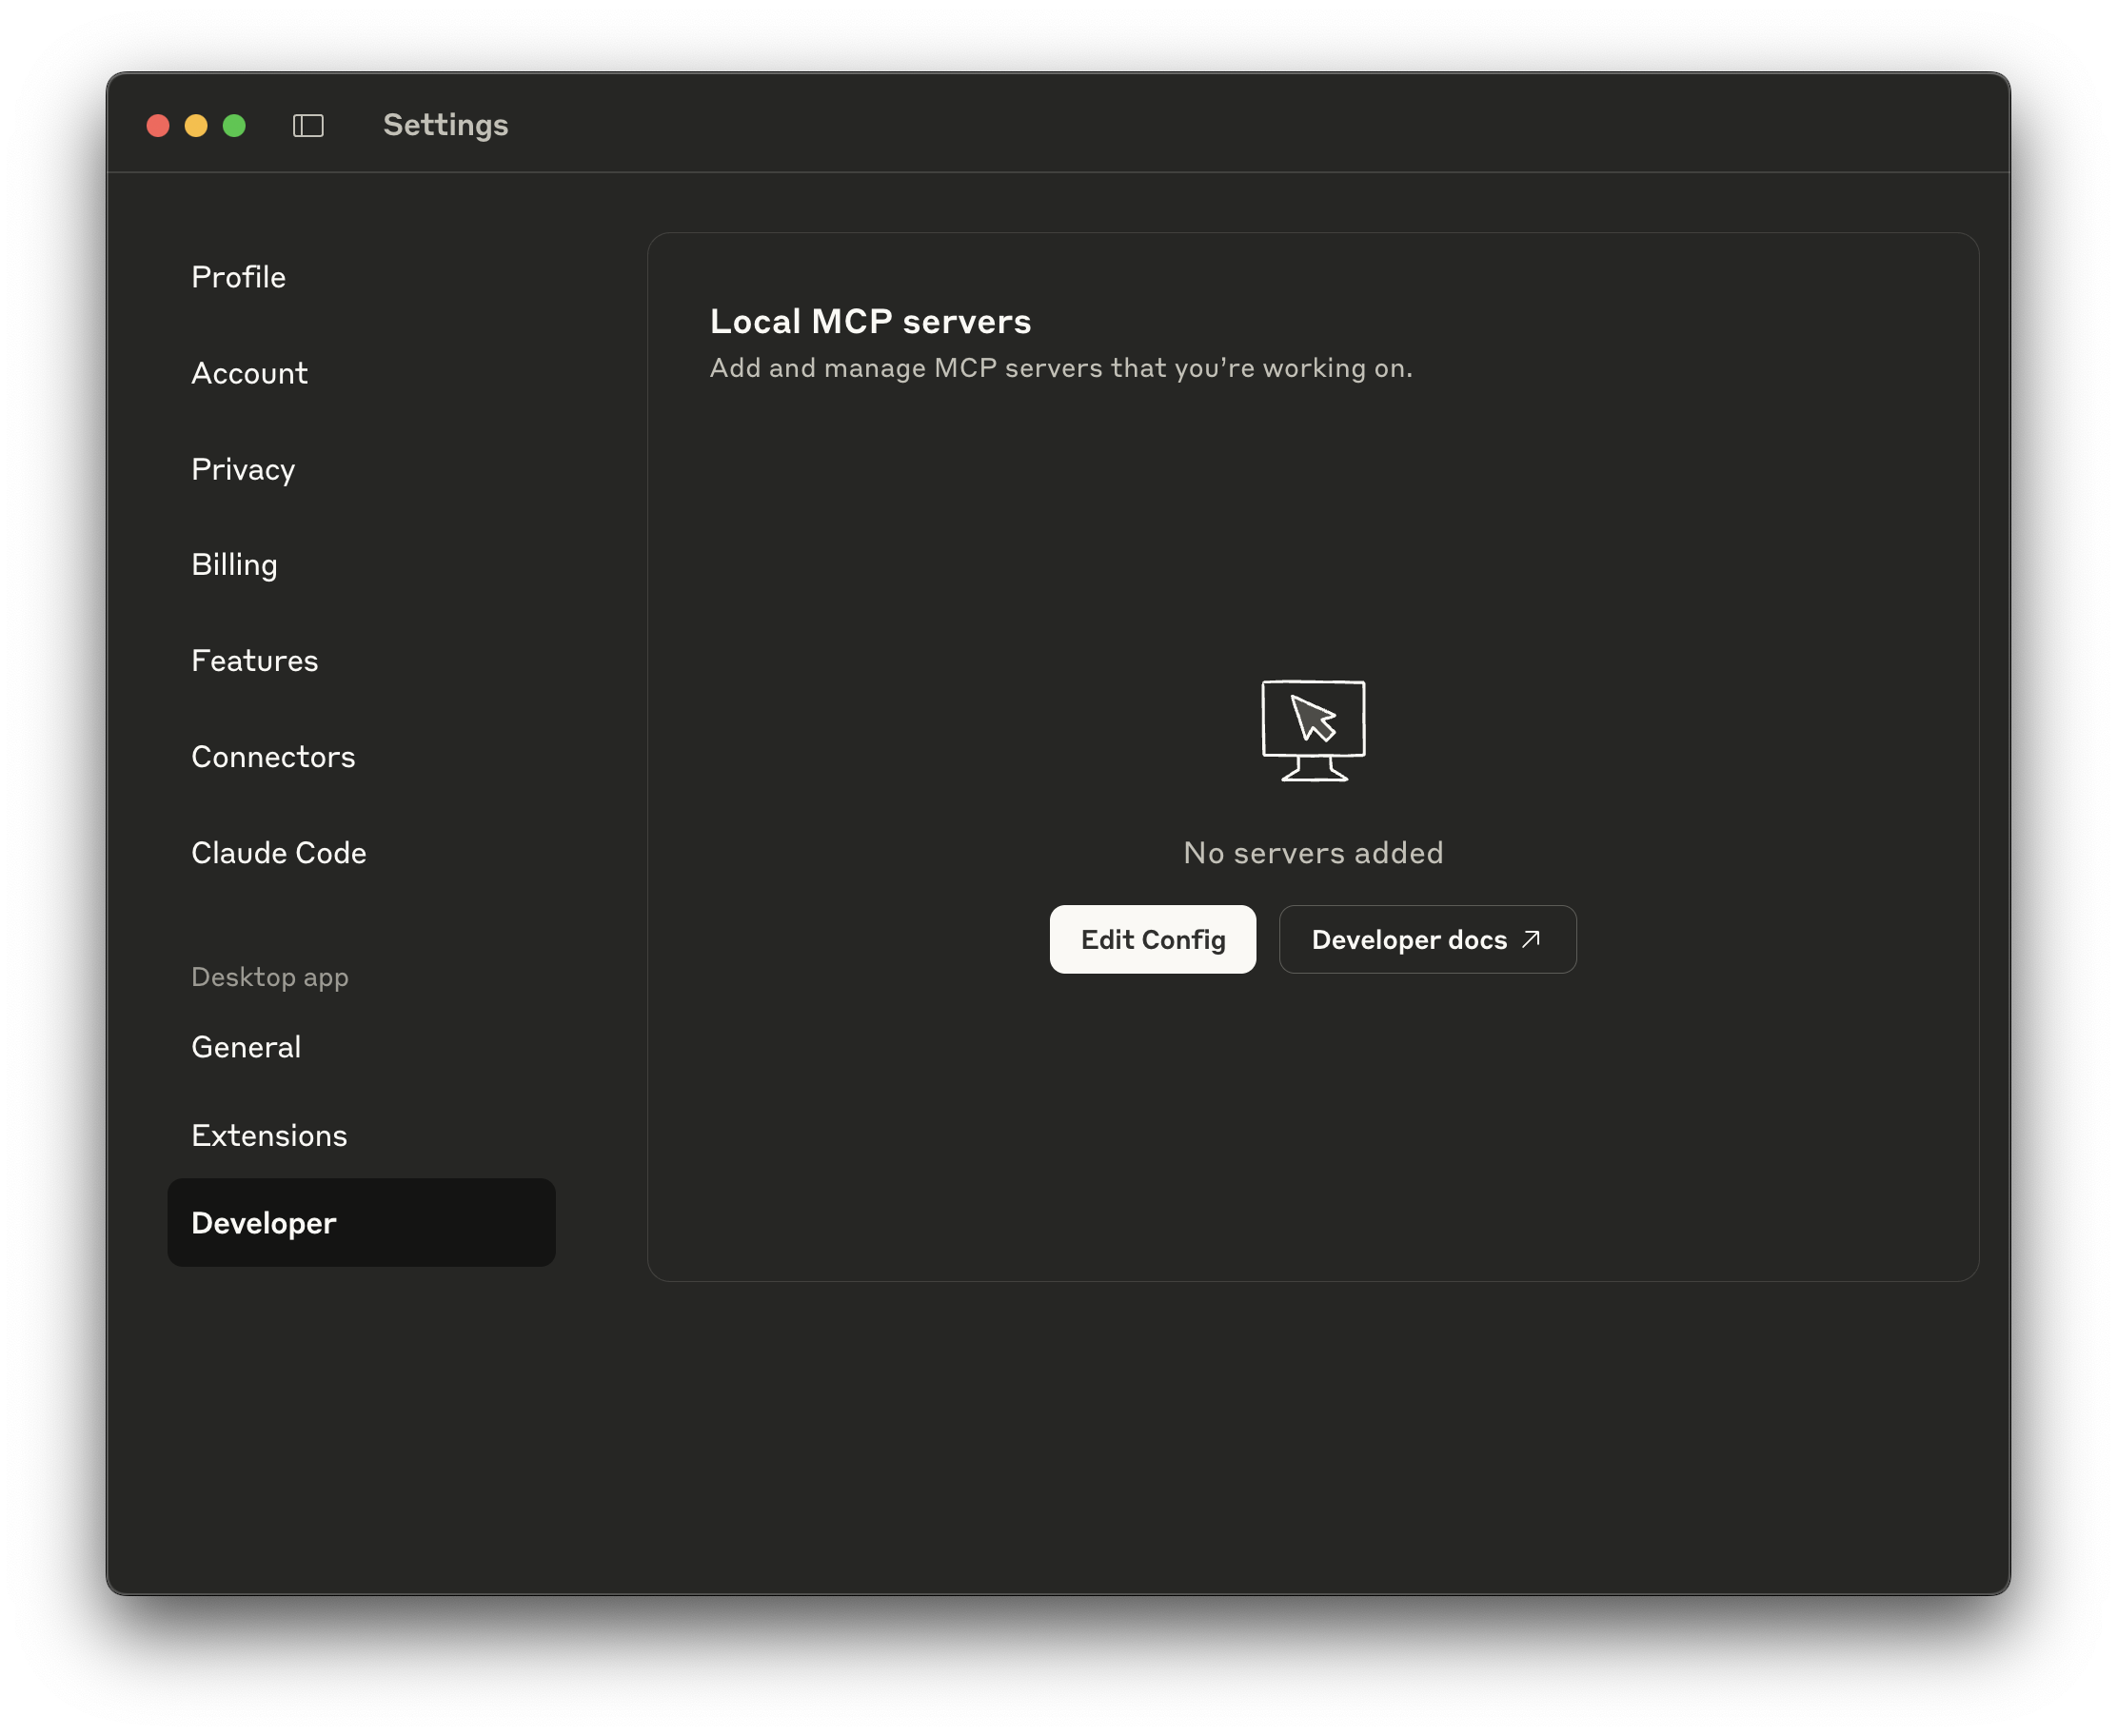 Settings
Profile
Account
Privacy
Billing
Features
Connectors
Claude Code
Desktop app
General
Extensions
Developer
Local MCP servers
Add and manage MCP servers that you’re working on.
No servers added
Edit Config
Developer docs